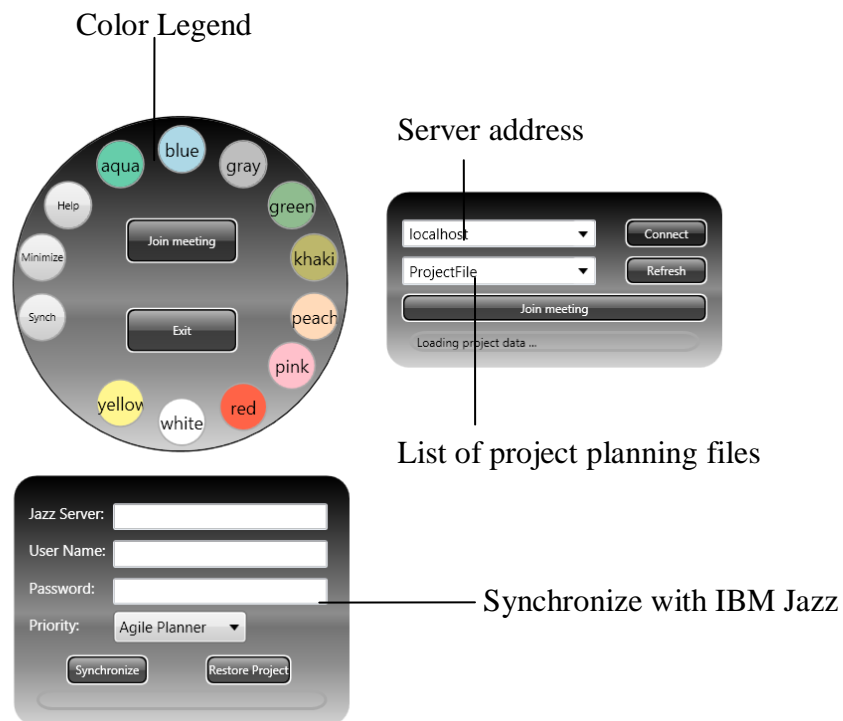 Color Legend
blue
aqua
gray
Help
green
Join meeting
Minimize
khaki
Synch
peach
Exit
pink
yellow
red
white
Server address
localhost
Connect
ProjectFile
Refresh
Join meeting
Loading project data ...
List of project planning files
Jazz Server:
User Name:
Password:
Priority:
Agile Planner
Synchronize
Restore Project
Synchronize with IBM Jazz